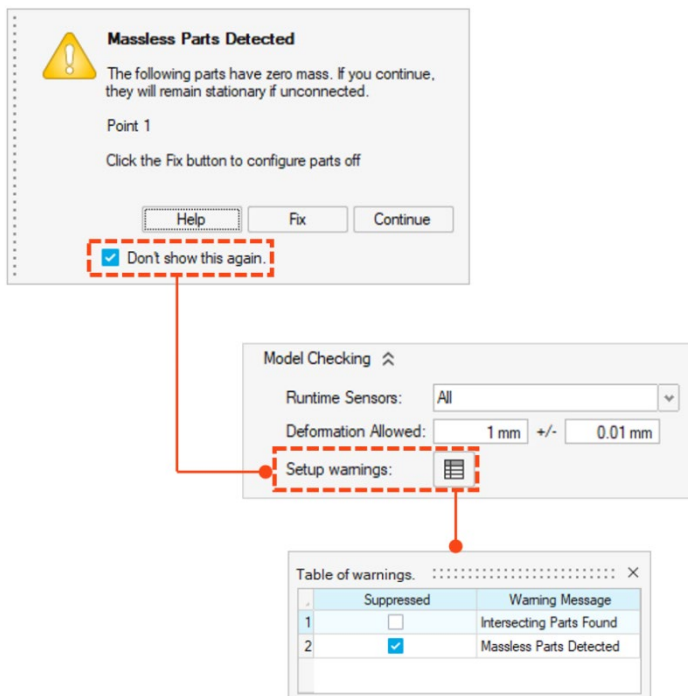 Massless Parts Detected
The following parts have zero mass. If you continue,
they will remain stationary if unconnected.
Point 1
Click the Fix button to configure parts off
Help Fix Continue
Don't show this again.
Model Checking
Runtime Sensors: All
Deformation Allowed: 1 mm +/- 0.01 mm
Setup warnings:
Table of warnings.
Suppressed Warning Message
1 Intersecting Parts Found
2 Massless Parts Detected